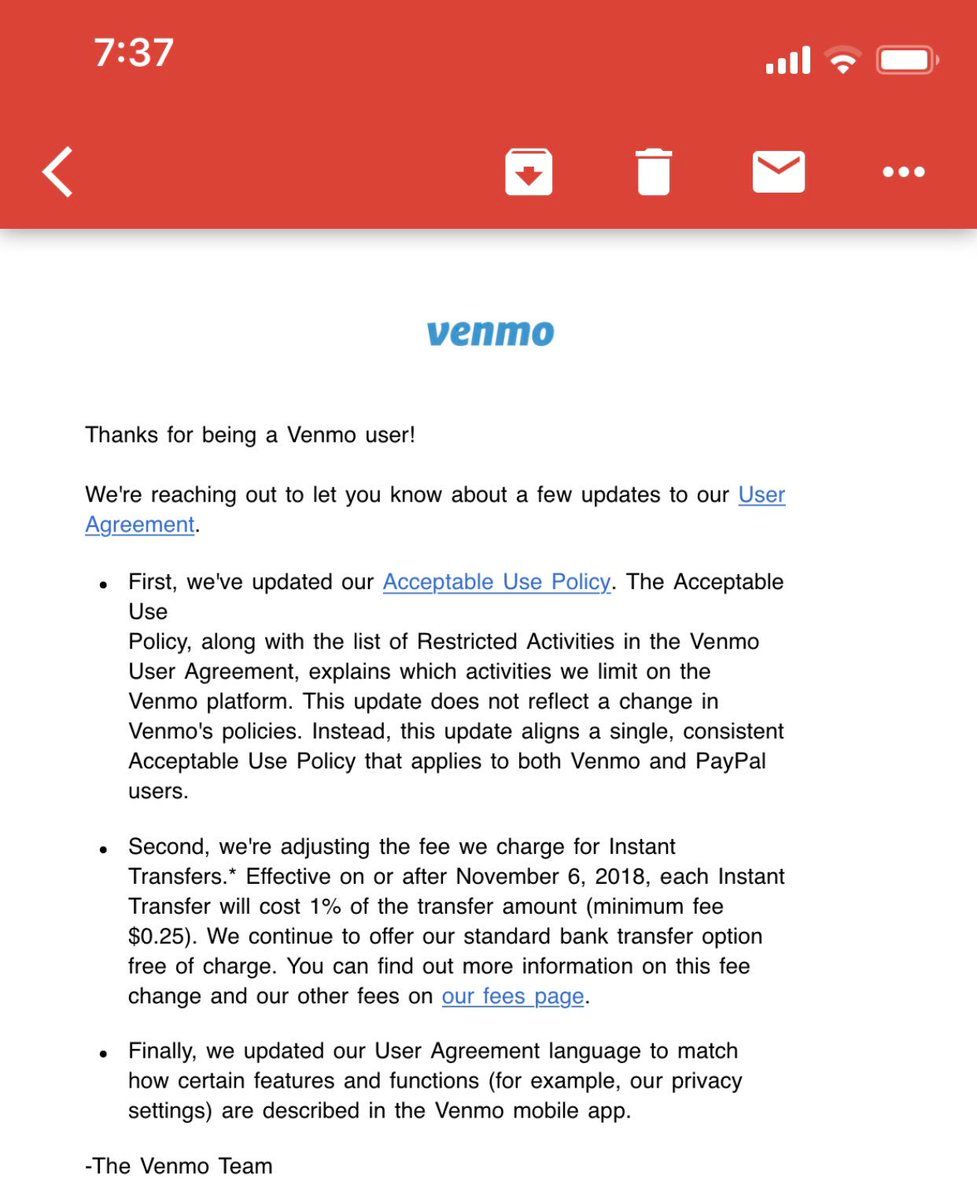 7:37
venmo
Thanks for being a Venmo user!
We're reaching out to let you know about a few updates to our User
Agreement.
• First, we've updated our Acceptable Use Policy. The Acceptable
Use
Policy, along with the list of Restricted Activities in the Venmo
User Agreement, explains which activities we limit on the
Venmo platform. This update does not reflect a change in
Venmo's policies. Instead, this update aligns a single, consistent
Acceptable Use Policy that applies to both Venmo and PayPal
users.
• Second, we're adjusting the fee we charge for Instant
Transfers.* Effective on or after November 6, 2018, each Instant
Transfer will cost 1% of the transfer amount (minimum fee
$0.25). We continue to offer our standard bank transfer option
free of charge. You can find out more information on this fee
change and our other fees on our fees page.
• Finally, we updated our User Agreement language to match
how certain features and functions (for example, our privacy
settings) are described in the Venmo mobile app.
-The Venmo Team